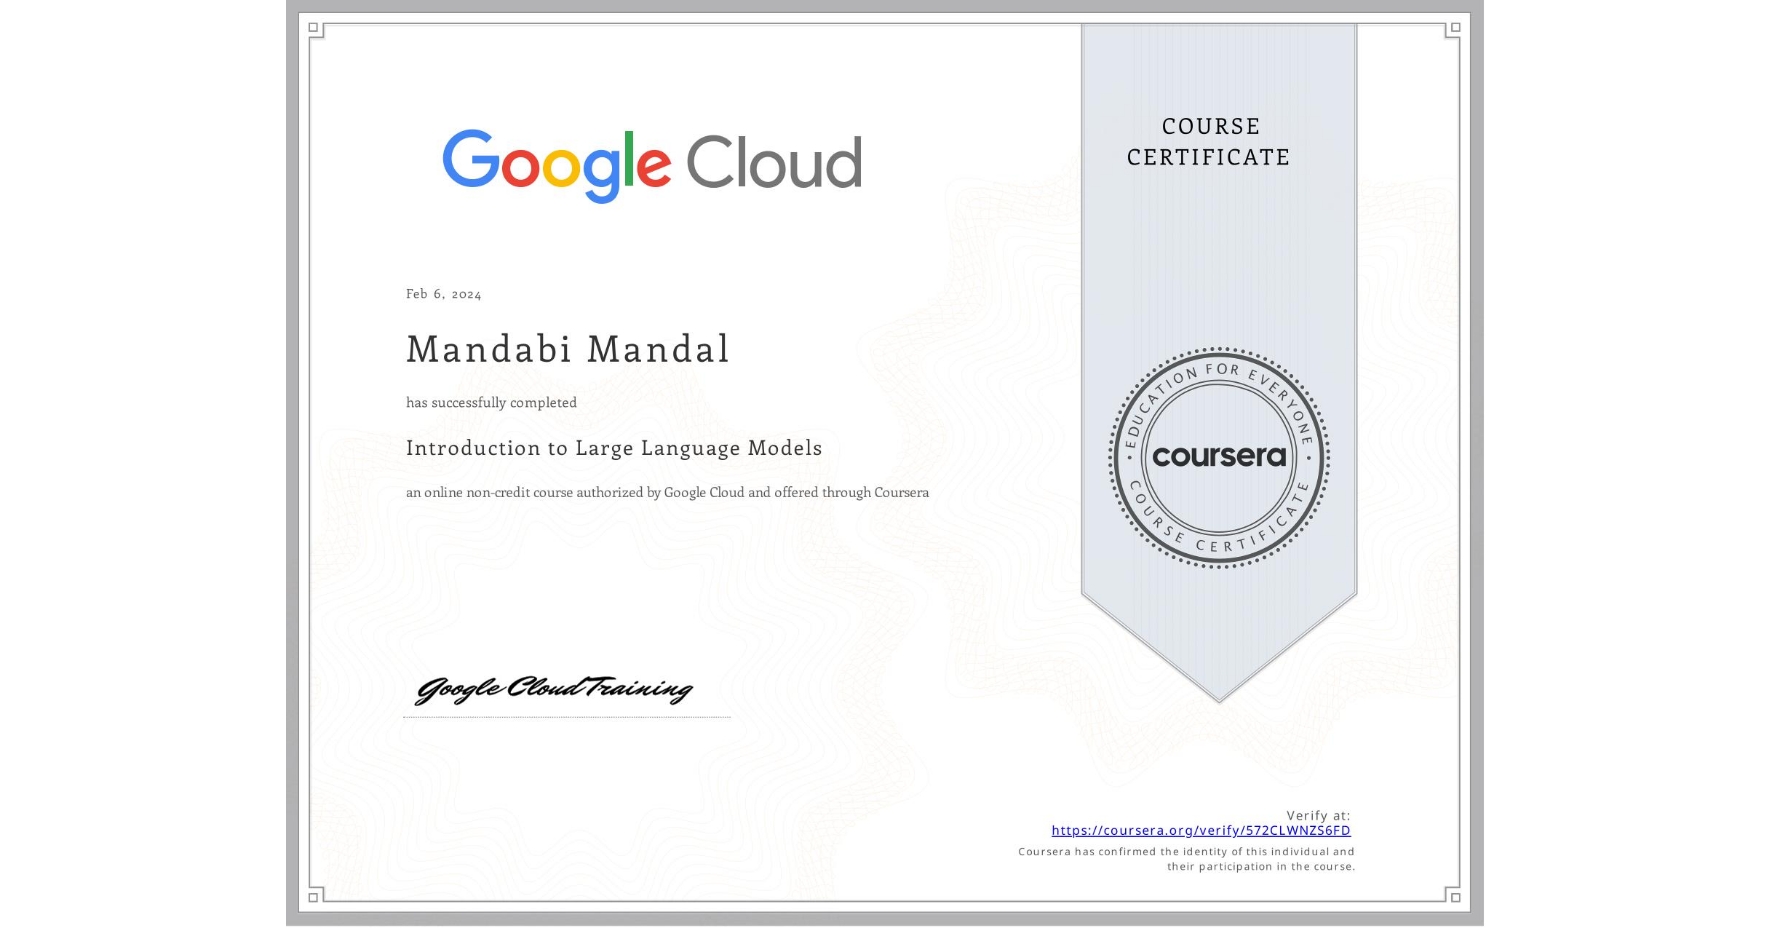 Google Cloud
COURSE
CERTIFICATE
Feb 6, 2024
Mandabi Mandal
has successfully completed
Introduction to Large Language Models
an online non-credit course authorized by Google Cloud and offered through Coursera
EDUCATION FOR EVERYONE
coursera
COURSE CERTIFICATE
Google Cloud Training
Verify at:
https://coursera.org/verify/572CLWNZS6FD
Coursera has confirmed the identity of this individual and
their participation in the course.